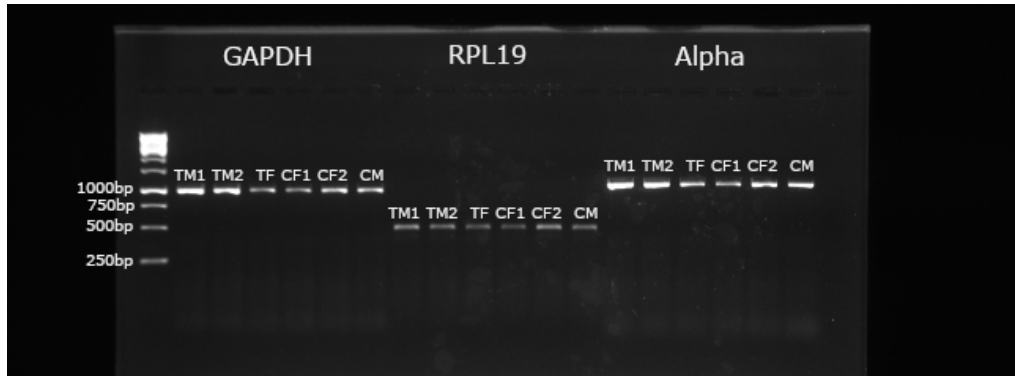 GAPDH RPL19 Alpha
TM1 TM2 TF CF1 CF2 CM
TM1 TM2 TF CF1 CF2 CM
1000bp
750bp
TM1 TM2 TF CF1 CF2 CM
500bp
250bp